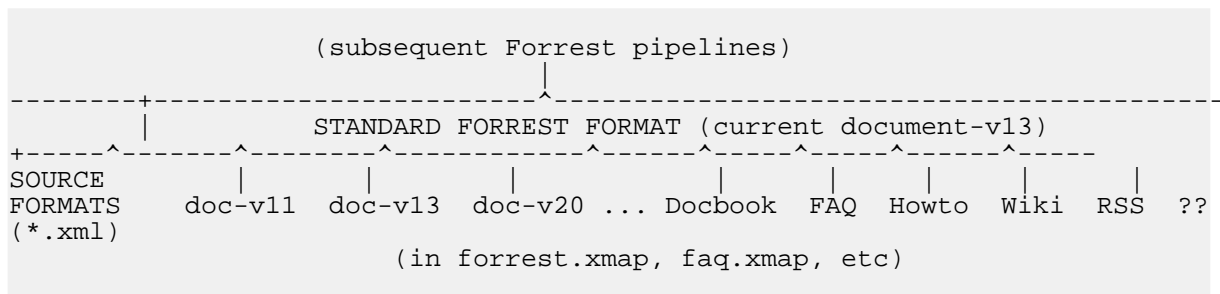 (subsequent Forrest pipelines)
|
--------+------------------------^------------------------------------------
| STANDARD FORREST FORMAT (current document-v13)
+-----^-------^--------^------------^------^-----^-----^------^-----
SOURCE | | | | | | | |
FORMATS doc-v11 doc-v13 doc-v20 ... Docbook FAQ Howto Wiki RSS ??
(*.xml)
(in forrest.xmap, faq.xmap, etc)